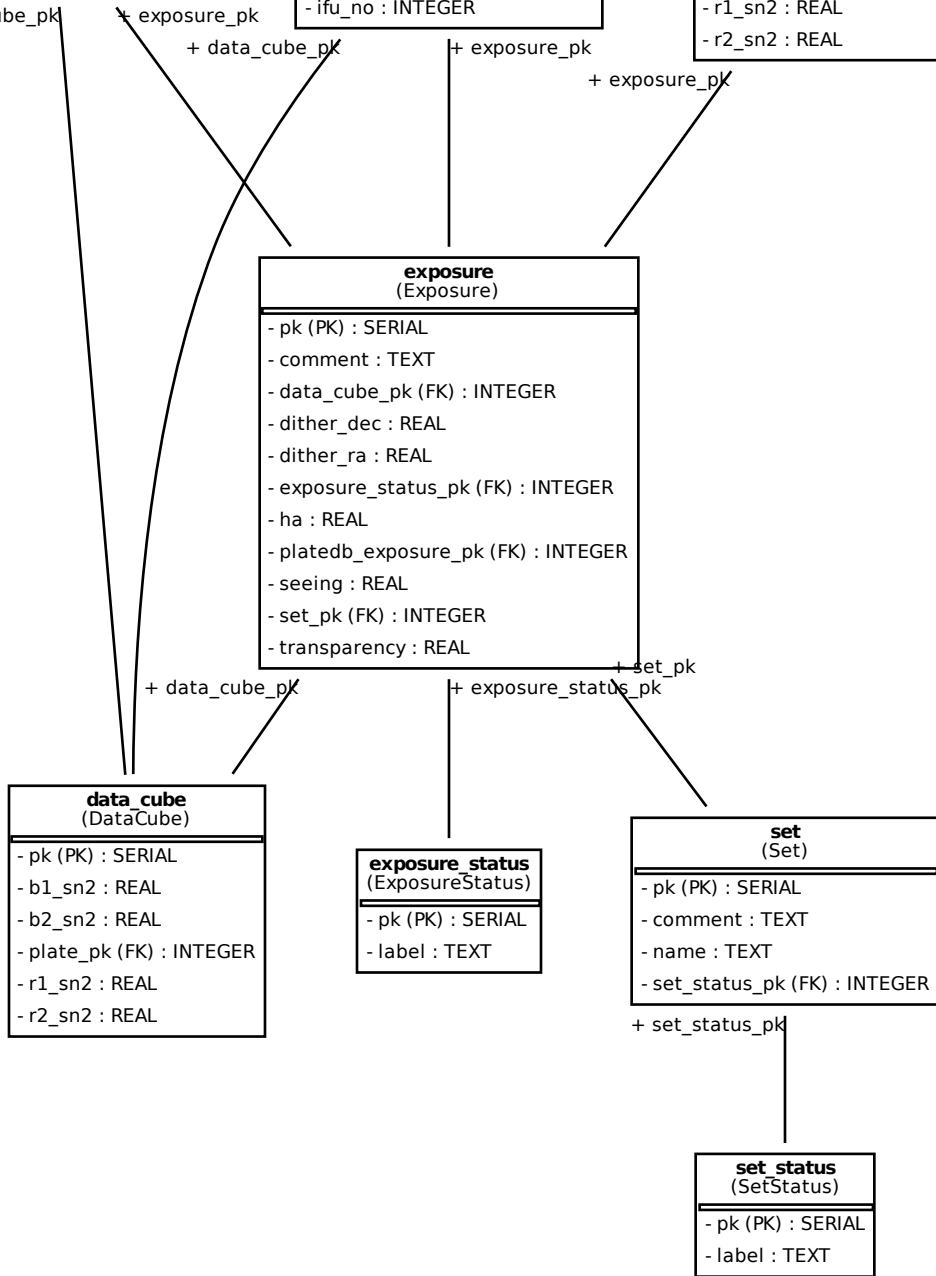 be_pk
+ exposure_pk
- ifu_no : INTEGER
- r1_sn2 : REAL
- r2_sn2 : REAL
+ data_cube_pk
+ exposure_pk
+ exposure_pk
exposure
(Exposure)
- pk (PK) : SERIAL
- comment : TEXT
- data_cube_pk (FK) : INTEGER
- dither_dec : REAL
- dither_ra : REAL
- exposure_status_pk (FK) : INTEGER
- ha : REAL
- platedb_exposure_pk (FK) : INTEGER
- seeing : REAL
- set_pk (FK) : INTEGER
- transparency : REAL
+ set_pk
+ data_cube_pk
+ exposure_status_pk
data_cube
(DataCube)
- pk (PK) : SERIAL
- b1_sn2 : REAL
- b2_sn2 : REAL
- plate_pk (FK) : INTEGER
- r1_sn2 : REAL
- r2_sn2 : REAL
exposure_status
(ExposureStatus)
- pk (PK) : SERIAL
- label : TEXT
set
(Set)
- pk (PK) : SERIAL
- comment : TEXT
- name : TEXT
- set_status_pk (FK) : INTEGER
+ set_status_pk
set_status
(SetStatus)
- pk (PK) : SERIAL
- label : TEXT